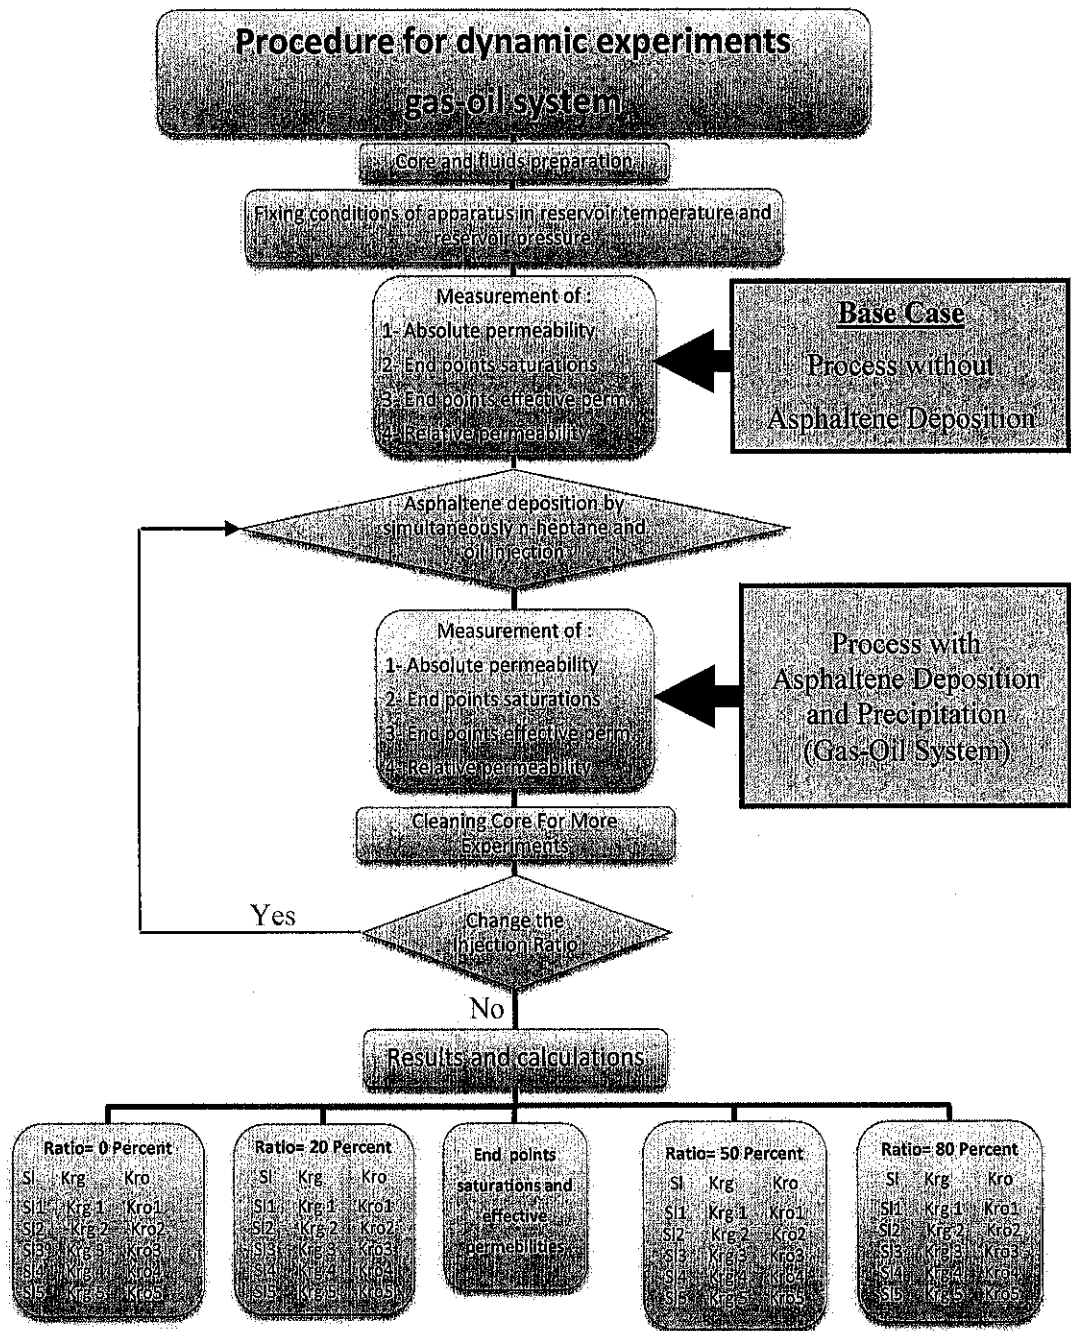 Procedure for dynamic experiments
gas-oil system
Core and fluids preparation
Fixing conditions of apparatus in reservoir temperature and
reservoir pressure
Measurement of :
1- Absolute permeability
2- End points saturations
3- End points effective perm.
4- Relative permeability
Base Case
Process without
Asphaltene Deposition
Asphaltene deposition by
simultaneously n-heptane and
oil injection
Measurement of :
1- Absolute permeability
2- End points saturations
3- End points effective perm.
4- Relative permeability
Process with
Asphaltene Deposition
and Precipitation
(Gas-Oil System)
Cleaning Core For More
Experiments
Change the
Injection Ratio
Yes
No
Results and calculations
Ratio= 0 Percent
Sl Krg Kro
Sl1 Krg 1 Kro1
Sl2 Krg 2 Kro2
Sl3 Krg 3 Kro3
Sl4 Krg 4 Kro4
Sl5 Krg 5 Kro5
Ratio= 20 Percent
Sl Krg Kro
Sl1 Krg 1 Kro1
Sl2 Krg 2 Kro2
Sl3 Krg 3 Kro3
Sl4 Krg 4 Kro4
Sl5 Krg 5 Kro5
End points
saturations and
effective
permebilities
Ratio= 50 Percent
Sl Krg Kro
Sl1 Krg 1 Kro1
Sl2 Krg 2 Kro2
Sl3 Krg 3 Kro3
Sl4 Krg 4 Kro4
Sl5 Krg 5 Kro5
Ratio= 80 Percent
Sl Krg Kro
Sl1 Krg 1 Kro1
Sl2 Krg 2 Kro2
Sl3 Krg 3 Kro3
Sl4 Krg 4 Kro4
Sl5 Krg 5 Kro5